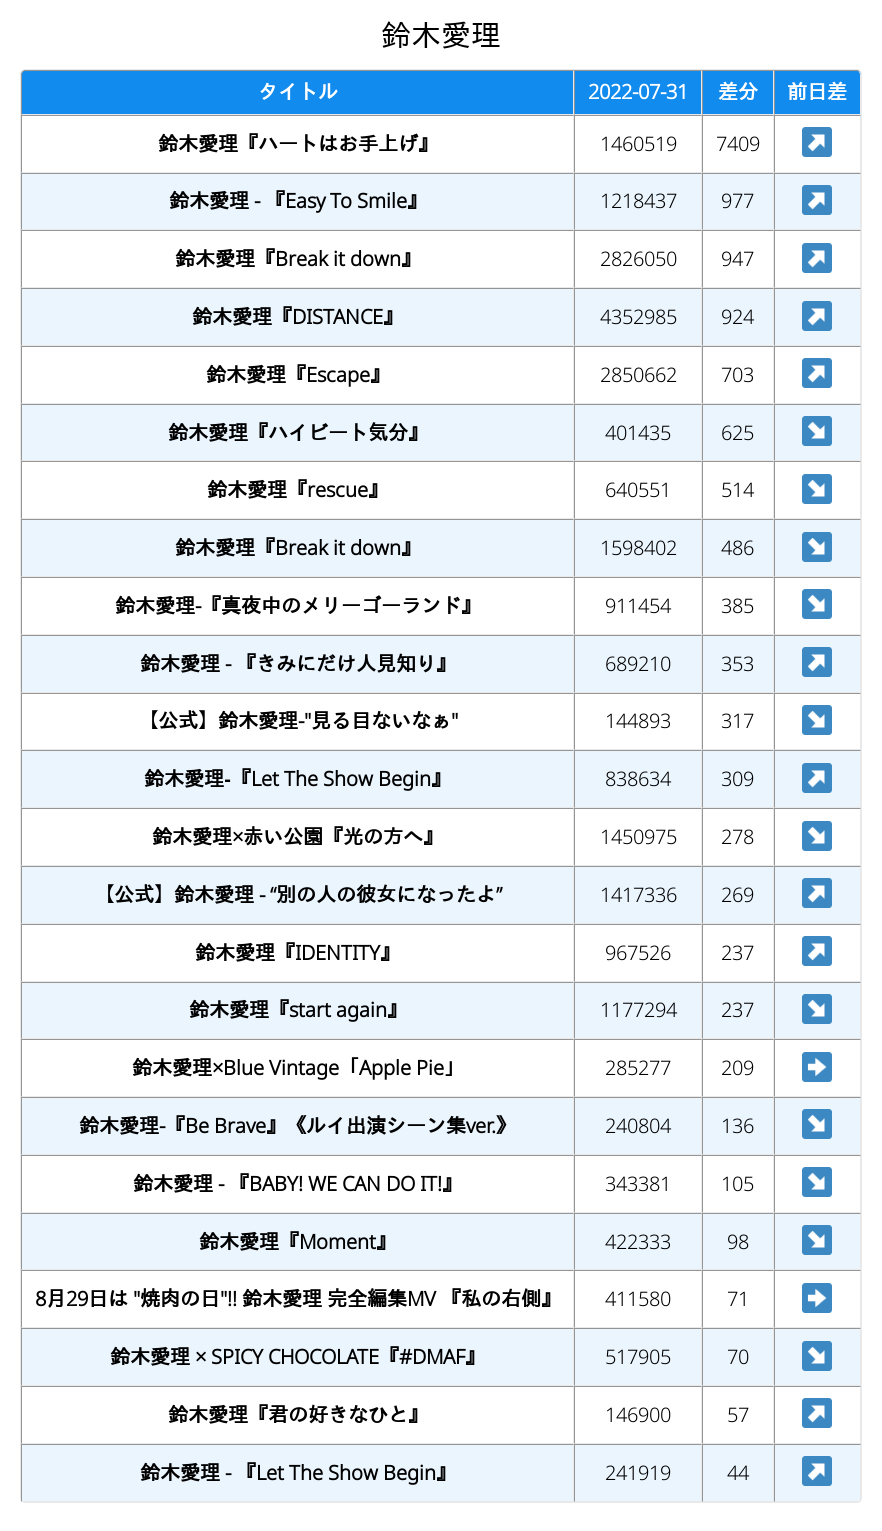 鈴木愛理
タイトル 2022-07-31 差分 前日差
鈴木愛理『ハートはお手上げ』 1460519 7409 ↗
鈴木愛理 - 『Easy To Smile』 1218437 977 ↗
鈴木愛理『Break it down』 2826050 947 ↗
鈴木愛理『DISTANCE』 4352985 924 ↗
鈴木愛理『Escape』 2850662 703 ↗
鈴木愛理『ハイビート気分』 401435 625 ↘
鈴木愛理『rescue』 640551 514 ↘
鈴木愛理『Break it down』 1598402 486 ↘
鈴木愛理-『真夜中のメリーゴーランド』 911454 385 ↘
鈴木愛理 - 『きみにだけ人見知り』 689210 353 ↗
【公式】鈴木愛理-"見る目ないなぁ" 144893 317 ↘
鈴木愛理-『Let The Show Begin』 838634 309 ↗
鈴木愛理×赤い公園『光の方へ』 1450975 278 ↘
【公式】鈴木愛理 - “別の人の彼女になったよ” 1417336 269 ↗
鈴木愛理『IDENTITY』 967526 237 ↗
鈴木愛理『start again』 1177294 237 ↘
鈴木愛理×Blue Vintage「Apple Pie」 285277 209 ➡
鈴木愛理-『Be Brave』《ルイ出演シーン集ver.》 240804 136 ↘
鈴木愛理 - 『BABY! WE CAN DO IT!』 343381 105 ↘
鈴木愛理『Moment』 422333 98 ↘
8月29日は "焼肉の日"!! 鈴木愛理 完全編集MV 『私の右側』 411580 71 ➡
鈴木愛理 × SPICY CHOCOLATE『#DMAF』 517905 70 ↘
鈴木愛理『君の好きなひと』 146900 57 ↗
鈴木愛理 - 『Let The Show Begin』 241919 44 ↗